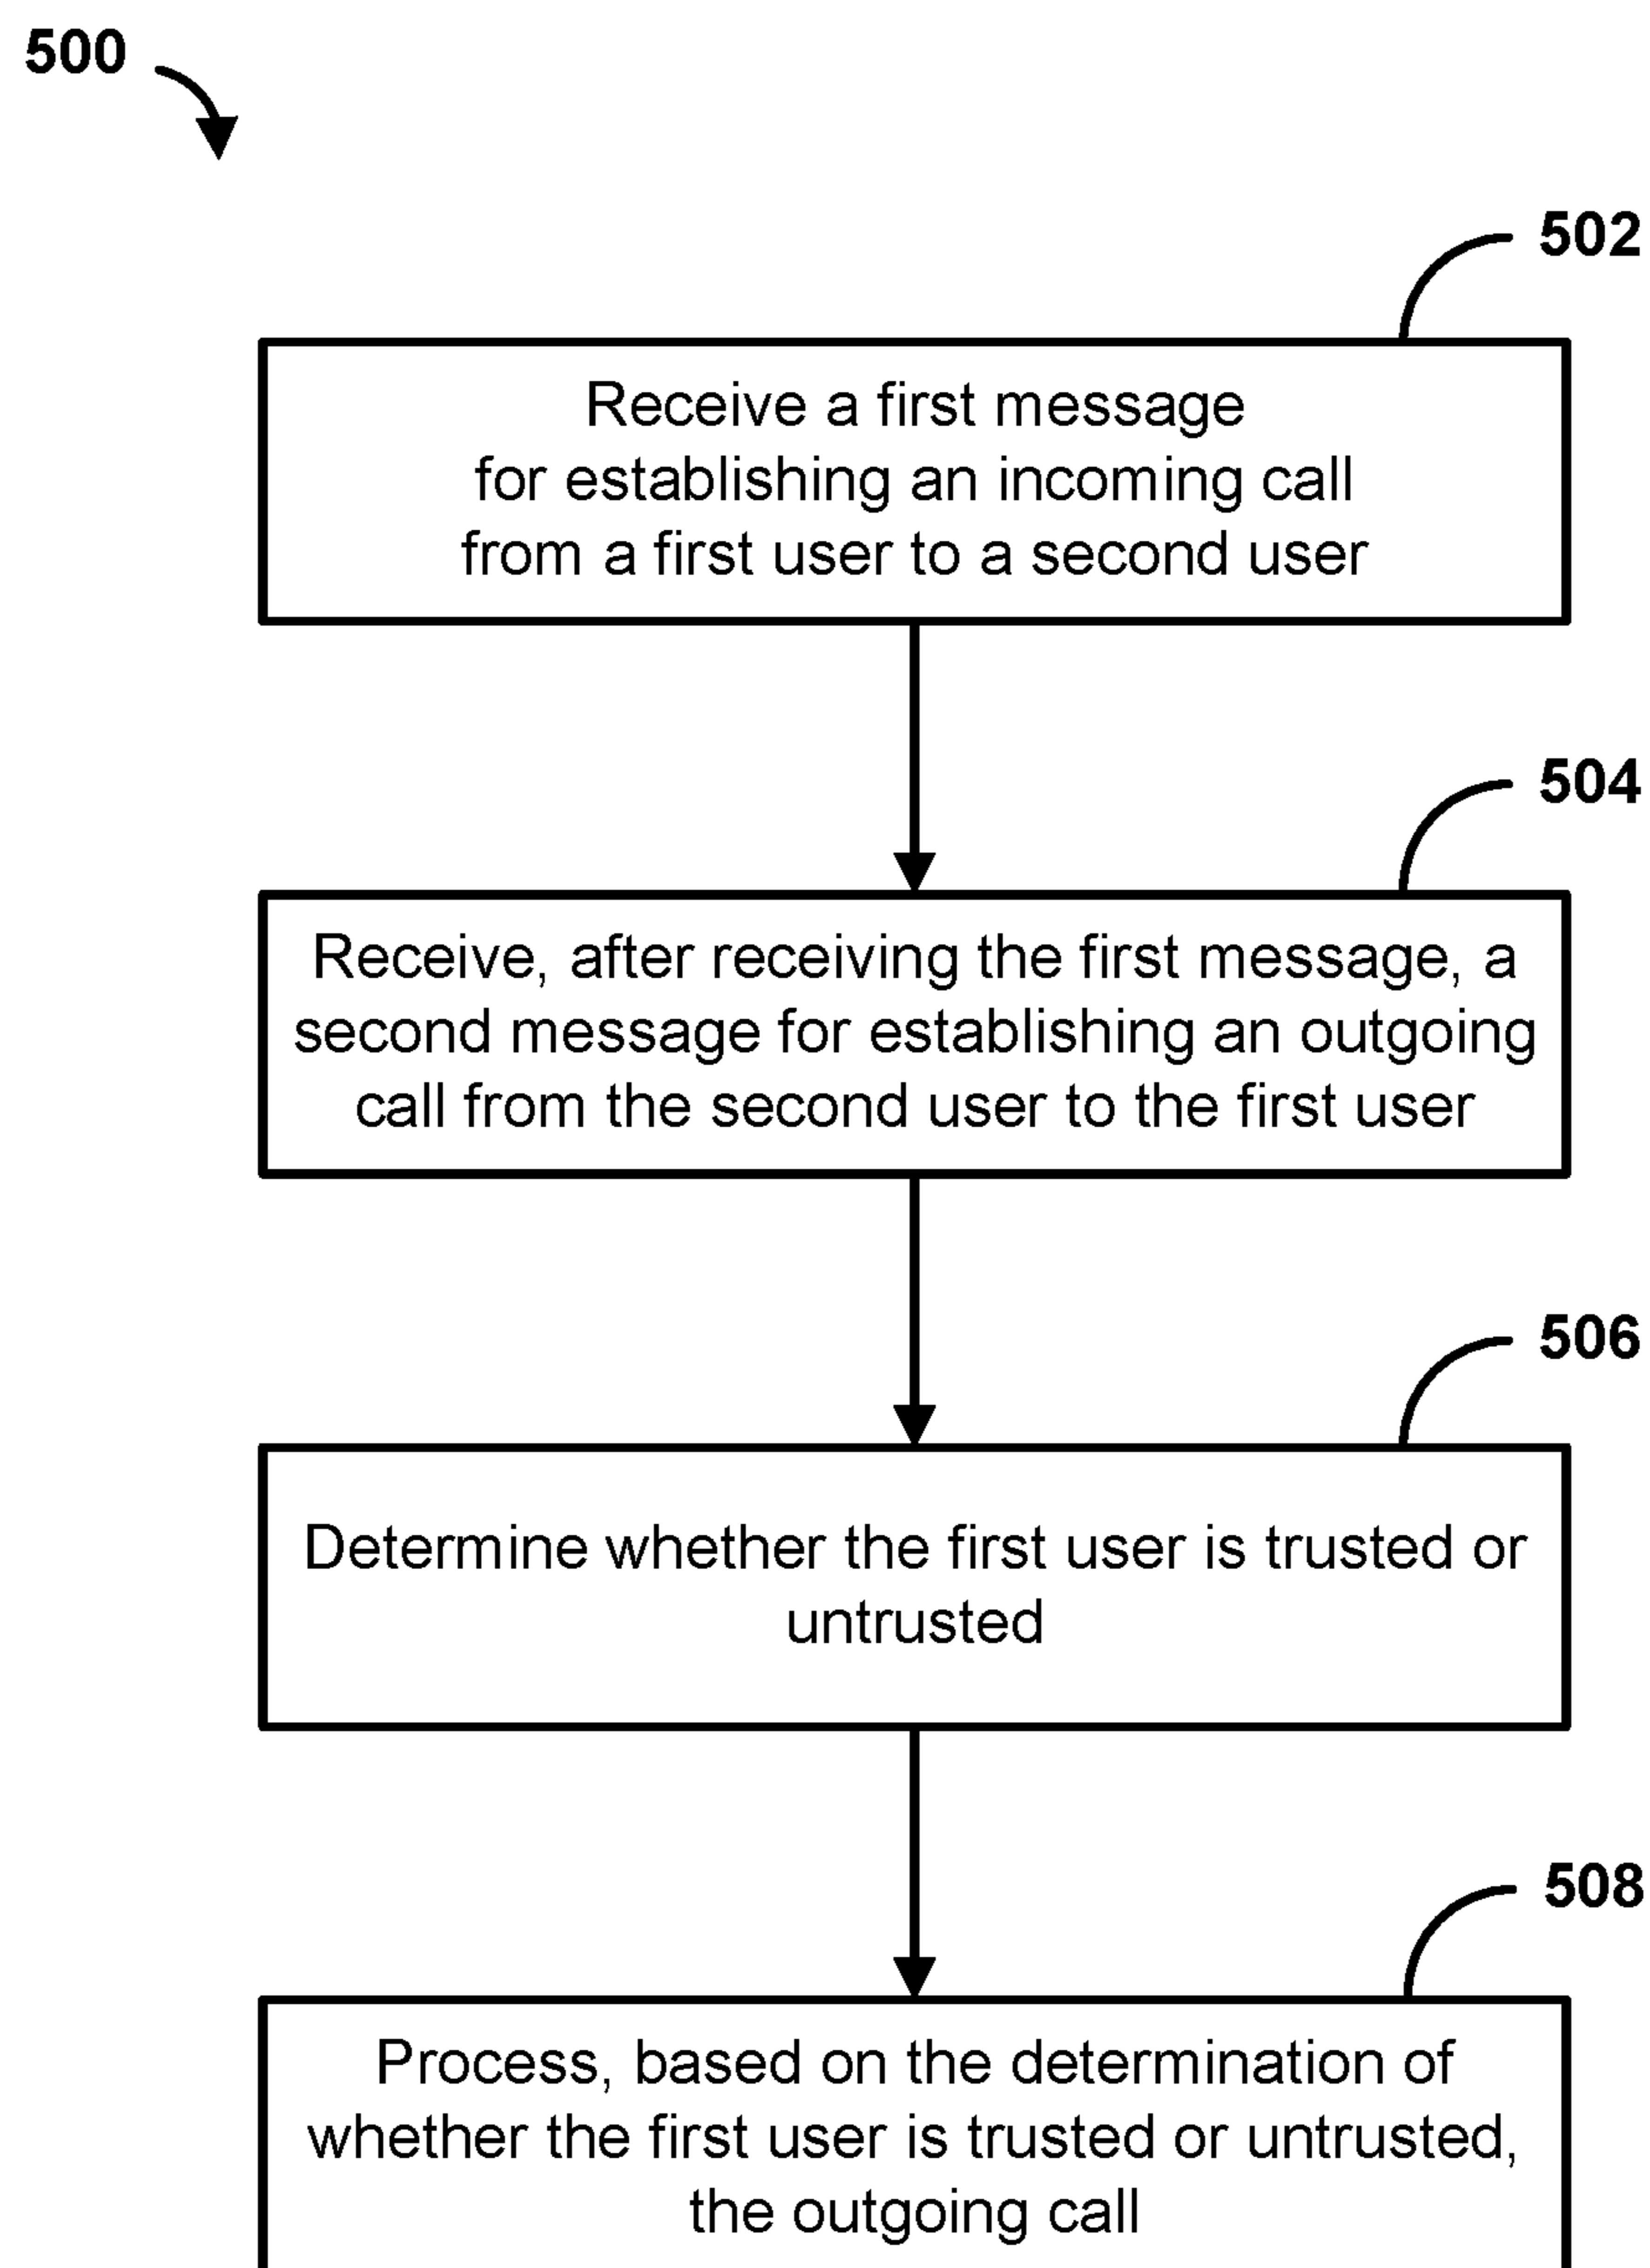 500
502
Receive a first message
for establishing an incoming call
from a first user to a second user
504
Receive, after receiving the first message, a
second message for establishing an outgoing
call from the second user to the first user
506
Determine whether the first user is trusted or
untrusted
508
Process, based on the determination of
whether the first user is trusted or untrusted,
the outgoing call